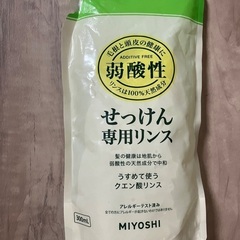 毛根と頭皮の健康に
ADDITIVE FREE
弱酸性
リンスは100%天然成分
せっけん
専用リンス
髪の健康は地肌から
弱酸性の天然成分で中和
うすめて使う
クエン酸リンス
アレルギーテスト済み
300mL
MIYOSHI